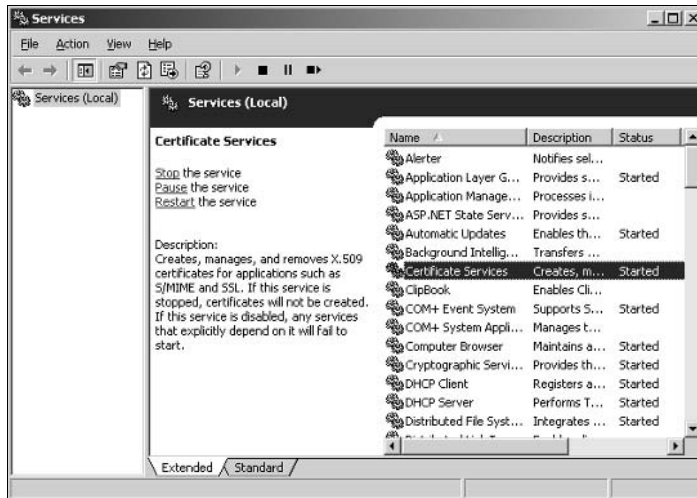 Services
File Action View Help
Services (Local)
Services (Local)
Certificate Services
Stop the service
Pause the service
Restart the service
Description:
Creates, manages, and removes X.509
certificates for applications such as
S/MIME and SSL. If this service is
stopped, certificates will not be created.
If this service is disabled, any services
that explicitly depend on it will fail to
start.
Name Description Status
Alerter Notifies sel...
Application Layer G... Provides s... Started
Application Manage... Processes i...
ASP.NET State Serv... Provides s...
Automatic Updates Enables th... Started
Background Intellig... Transfers ...
Certificate Services Creates, m... Started
ClipBook Enables Cli...
COM+ Event System Supports S... Started
COM+ System Appli... Manages t...
Computer Browser Maintains a... Started
Cryptographic Servi... Provides th... Started
DHCP Client Registers a... Started
DHCP Server Performs T... Started
Distributed File Syst... Integrates ... Started
Extended Standard